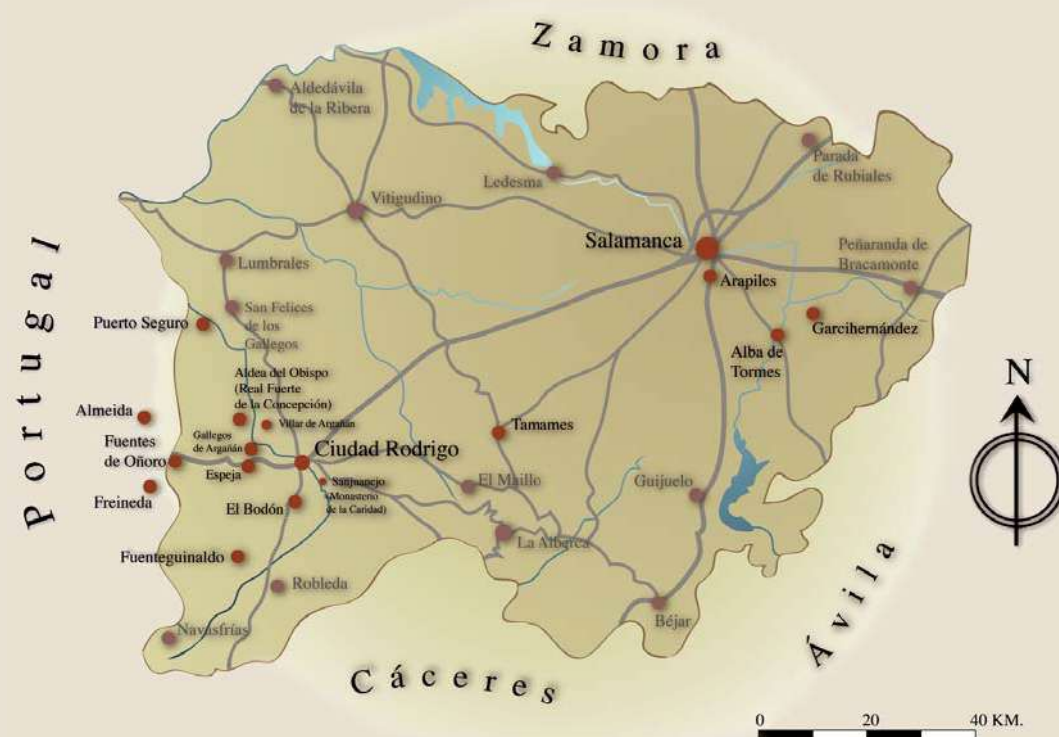 Zamora
Aldedávila
de la Ribera
Parada
de Rubiales
Ledesma
Vitigudino
Salamanca
Peñaranda de
Bracamonte
Lumbrales
Arapiles
Portugal
San Felices
de los
Gallegos
Puerto Seguro
Garcihernández
Alba de
Tormes
Aldea del Obispo
(Real Fuerte
de la Concepción)
N
Almeida
Villar de Argañán
Tamames
Gallegos
de Argañán
Fuentes
de Oñoro
Ciudad Rodrigo
Espeja
Sanjuanejo
(Monasterio
de la Caridad)
El Maillo
Guijuelo
Freineda
El Bodón
La Alberca
Fuenteguinaldo
Robleda
Ávila
Béjar
Navasfrías
Cáceres
0 20 40 KM.